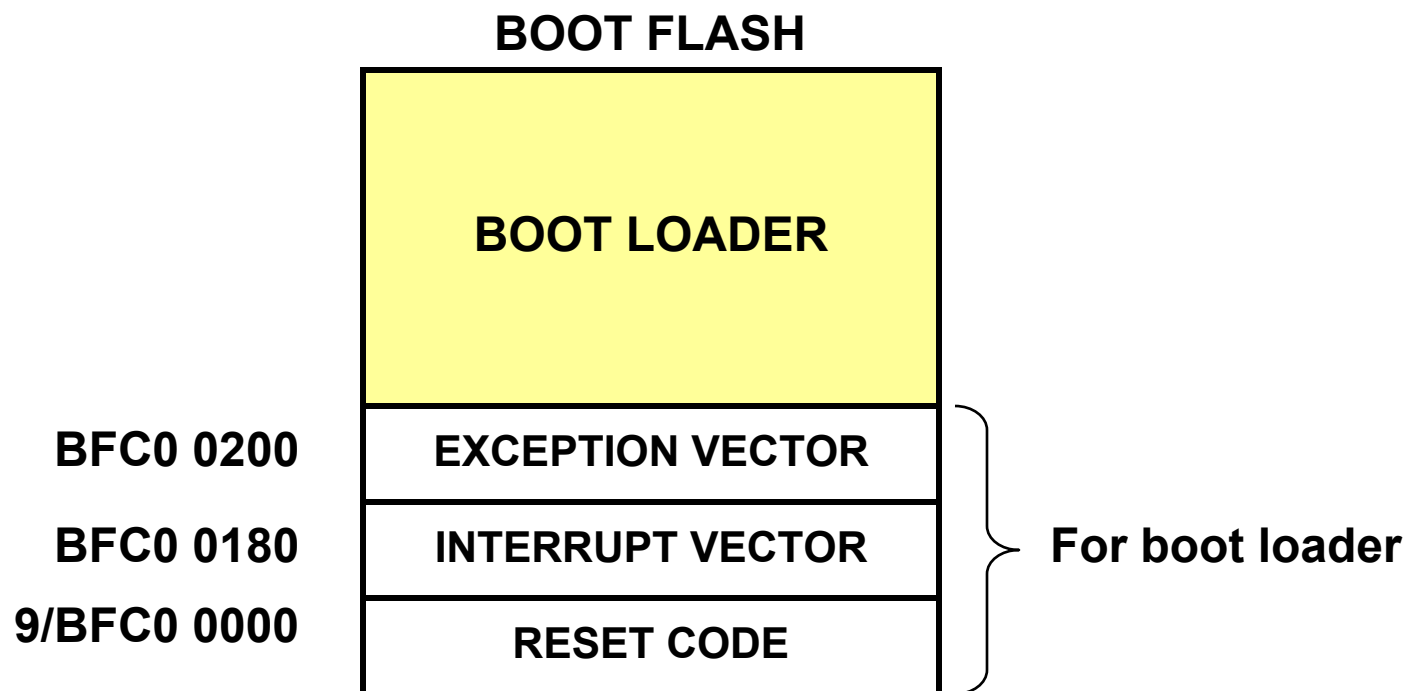 BOOT FLASH
BOOT LOADER
BFC0 0200
EXCEPTION VECTOR
BFC0 0180
INTERRUPT VECTOR
For boot loader
9/BFC0 0000
RESET CODE